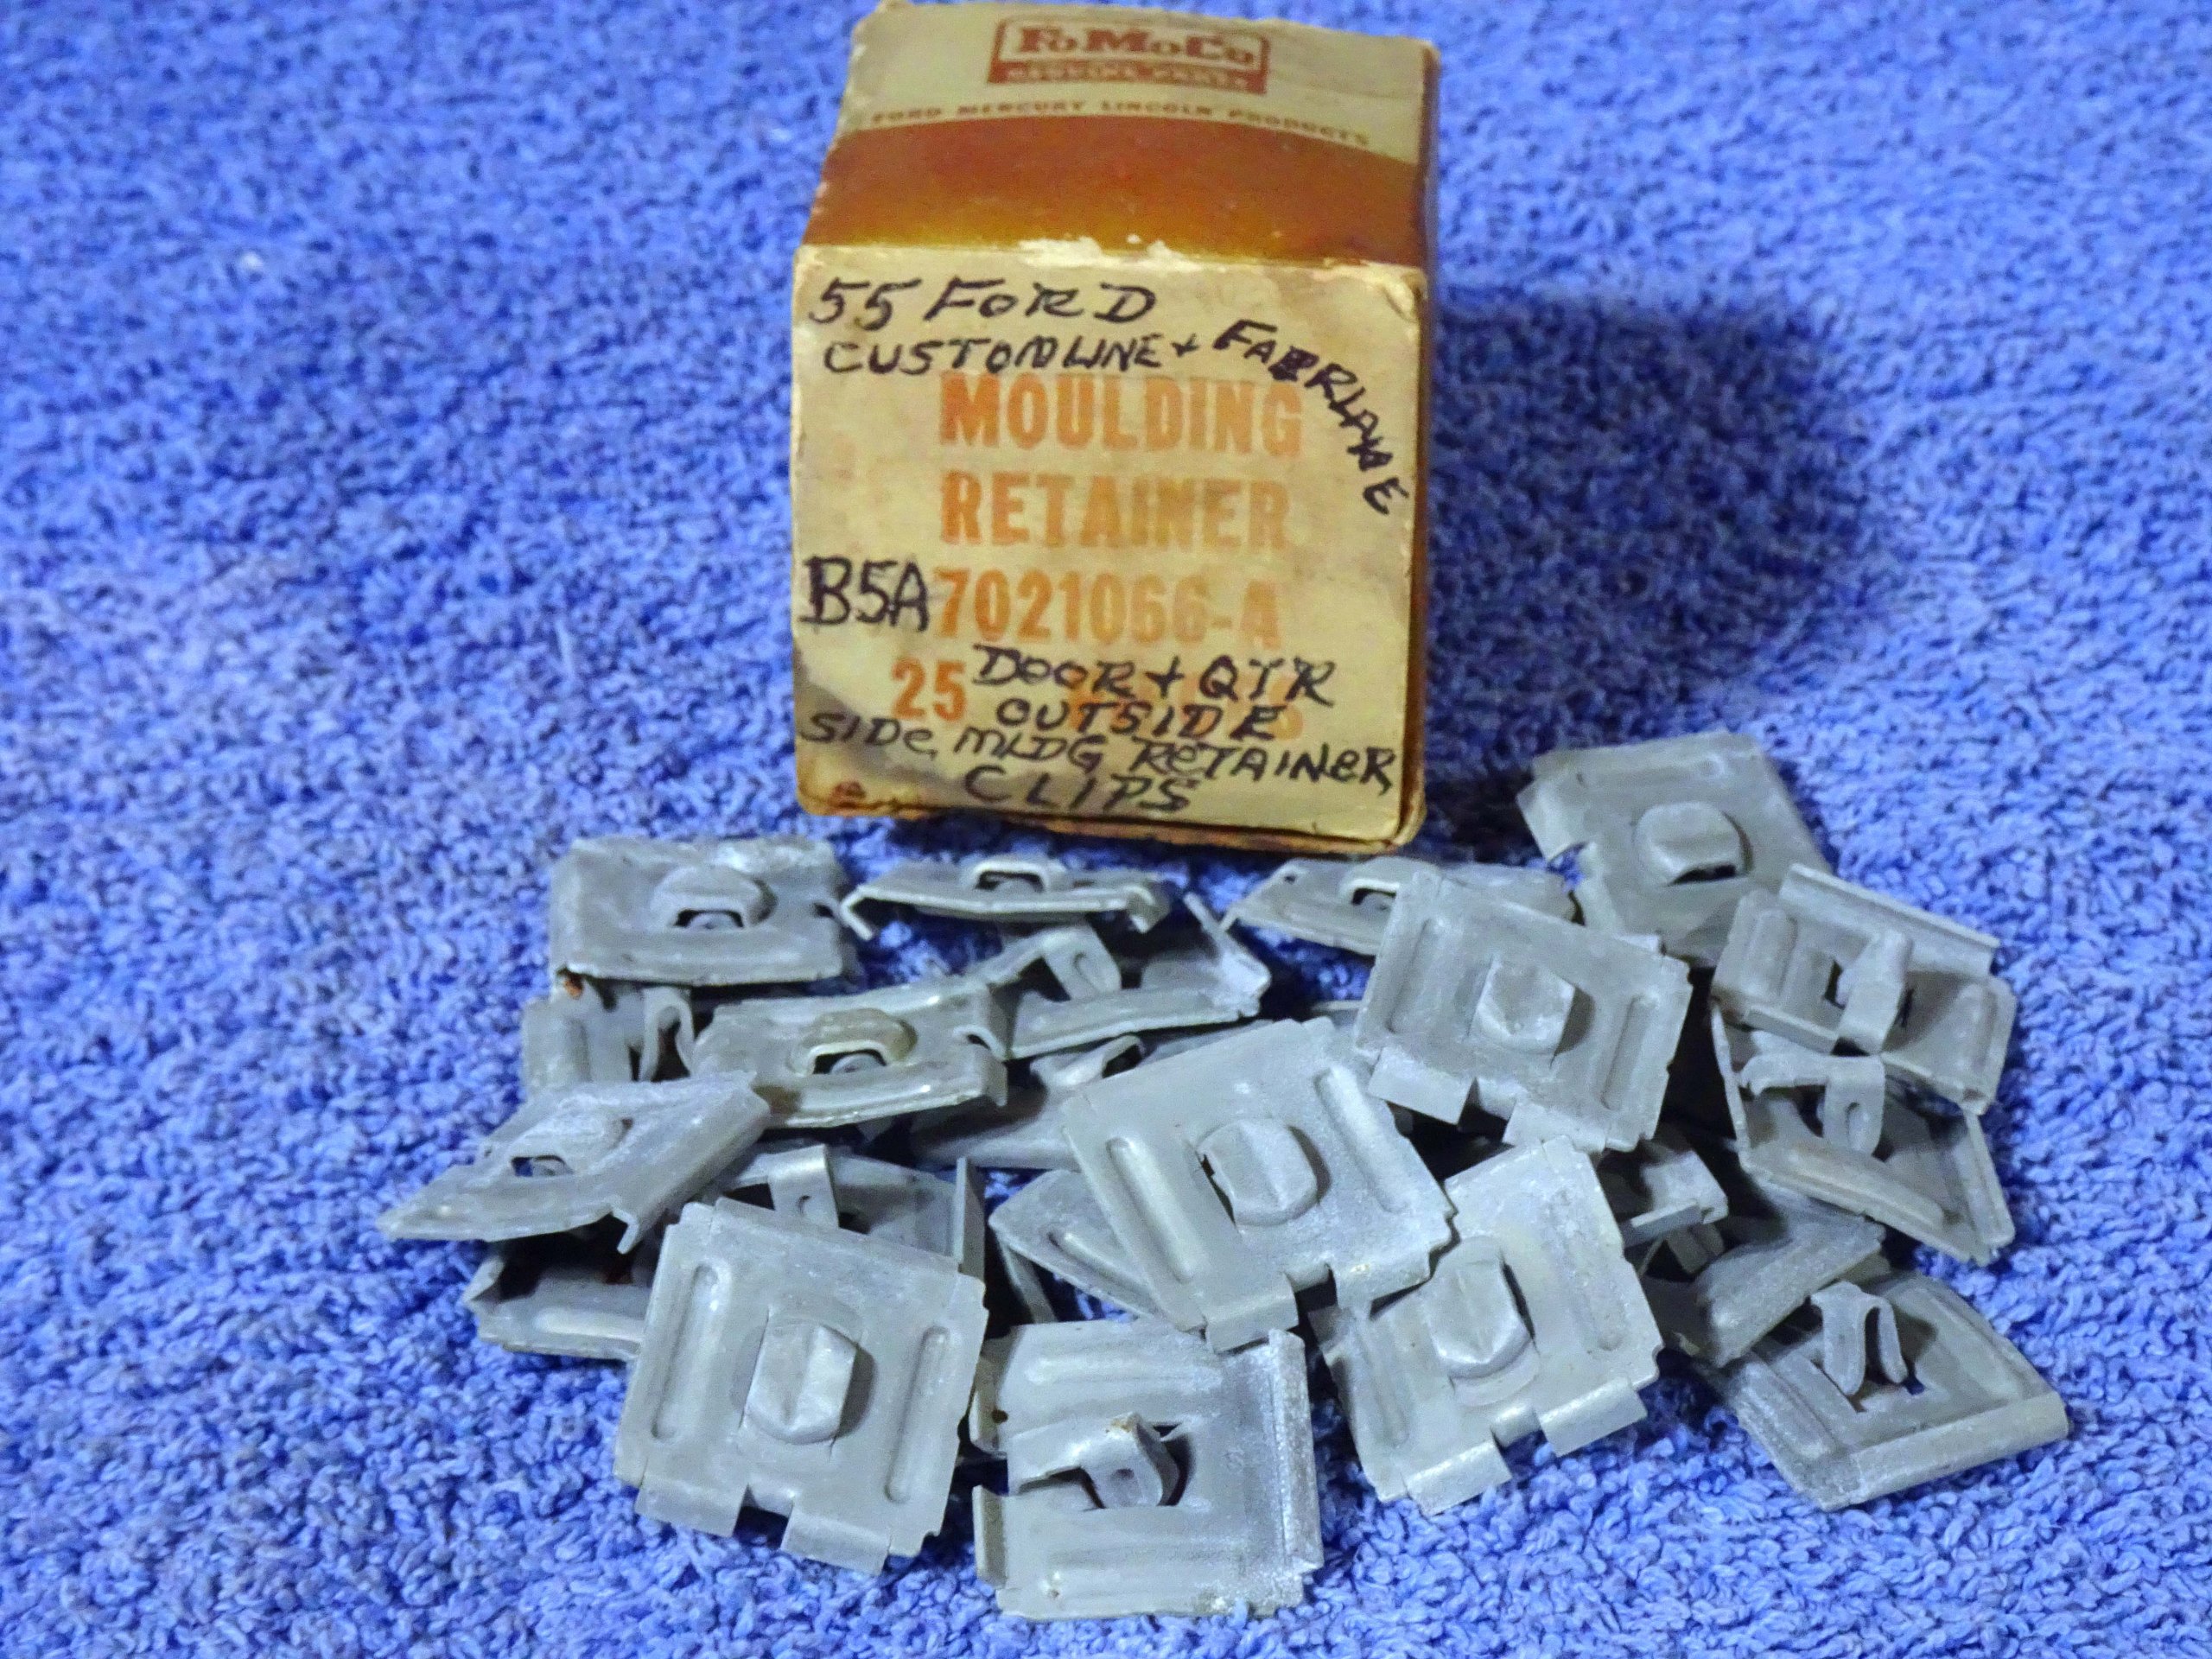 FoMoCo
FORD MERCURY LINCOLN PRODUCTS
55 FORD
CUSTOMLINE + FAIRLANE
MOULDING
RETAINER
B5A 7021066-A
25 DOOR + QTR
OUTSIDE
SIDE MLDG RETAINER
CLIPS